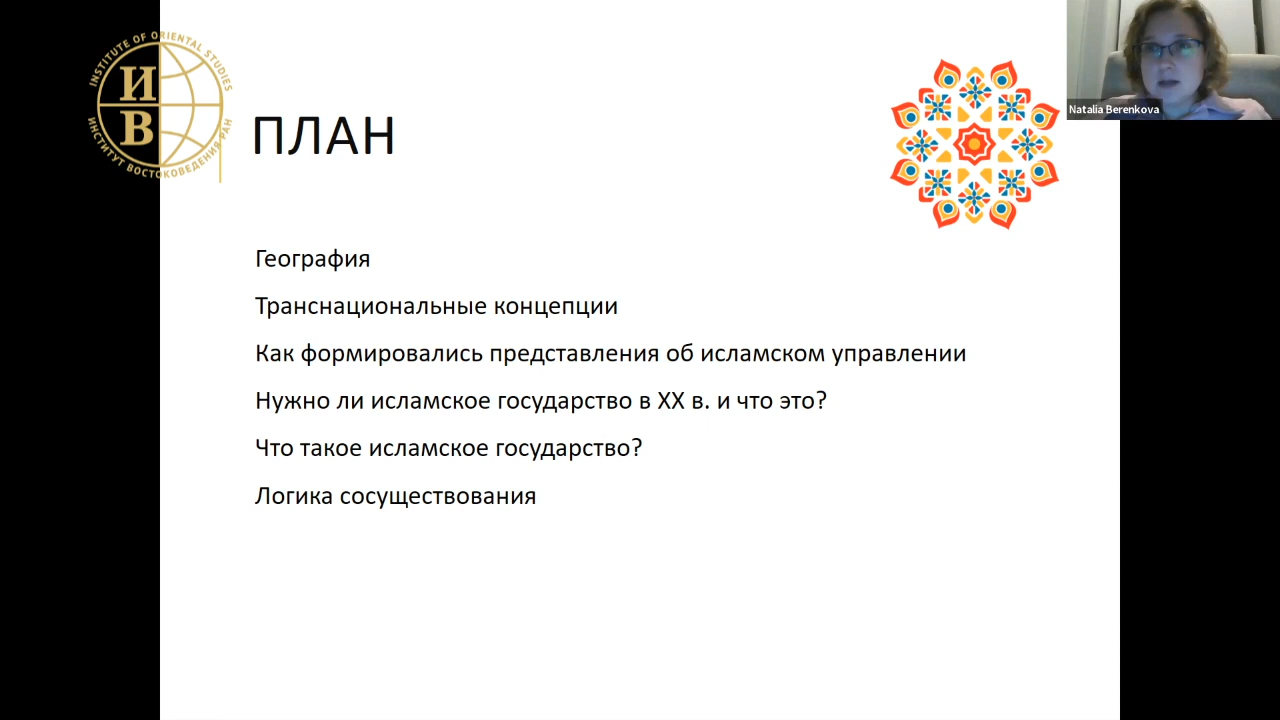 INSTITUTE OF ORIENTAL STUDIES
ИВ
ИНСТИТУТ ВОСТОКОВЕДЕНИЯ РАН
Natalia Berenkova
ПЛАН
География
Транснациональные концепции
Как формировались представления об исламском управлении
Нужно ли исламское государство в XX в. и что это?
Что такое исламское государство?
Логика сосуществования